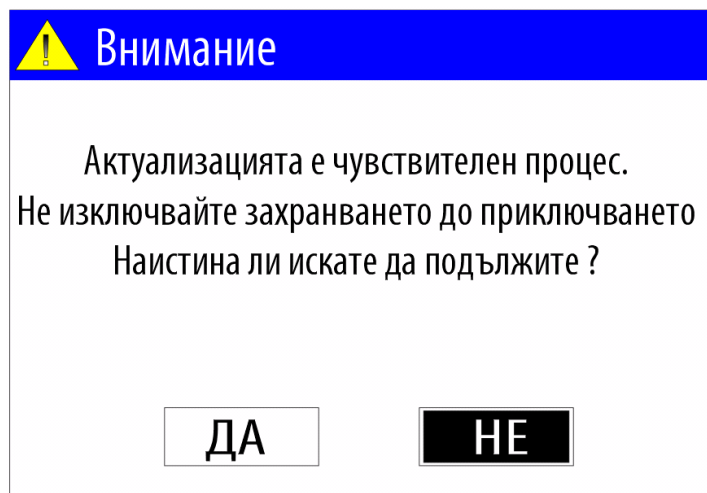 Внимание
Актуализацията е чувствителен процес.
Не изключвайте захранването до приключването
Наистина ли искате да подължите ?
ДА
НЕ